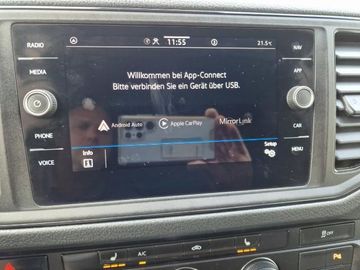 RADIO
MEDIA
PHONE
VOICE
11:55
21.5°C
Willkommen bei App-Connect
Bitte verbinden Sie ein Gerät über USB.
Android Auto
Apple CarPlay
MirrorLink
Info
Setup
NAV
APP
CAR
MENU
A/C
OFF